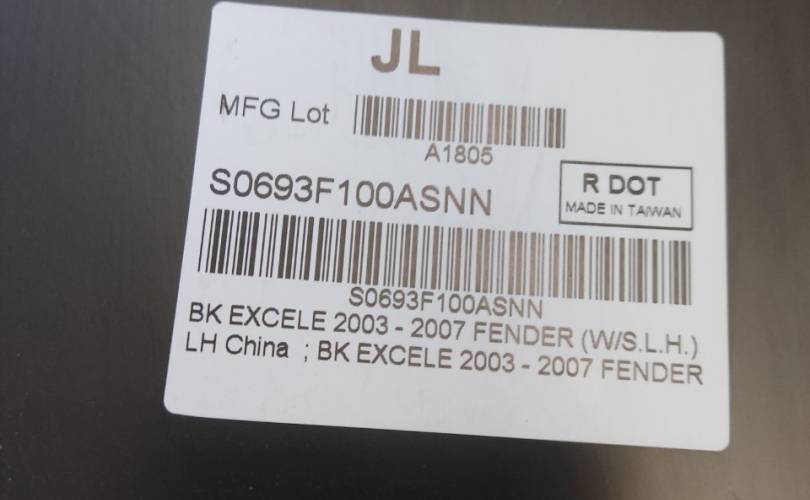 JL
MFG Lot
A1805
S0693F100ASNN
R DOT
MADE IN TAIWAN
S0693F100ASNN
BK EXCELE 2003 - 2007 FENDER (W/S.L.H.)
LH China ; BK EXCELE 2003 - 2007 FENDER